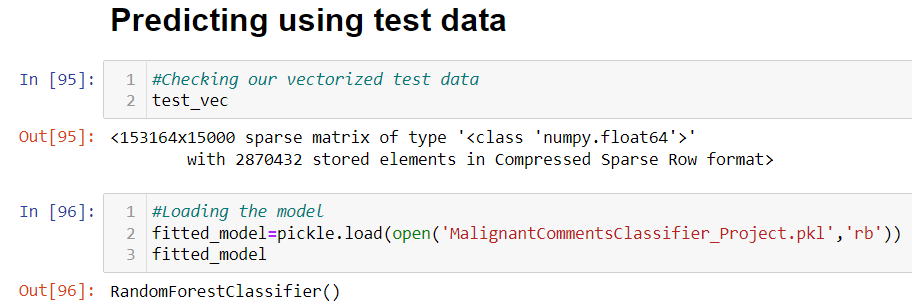 Predicting using test data
In [95]: 1 #Checking our vectorized test data
2 test_vec
Out[95]: <153164x15000 sparse matrix of type '<class 'numpy.float64'>'
with 2870432 stored elements in Compressed Sparse Row format>
In [96]: 1 #Loading the model
2 fitted_model=pickle.load(open('MalignantCommentsClassifier_Project.pkl','rb'))
3 fitted_model
Out[96]: RandomForestClassifier()